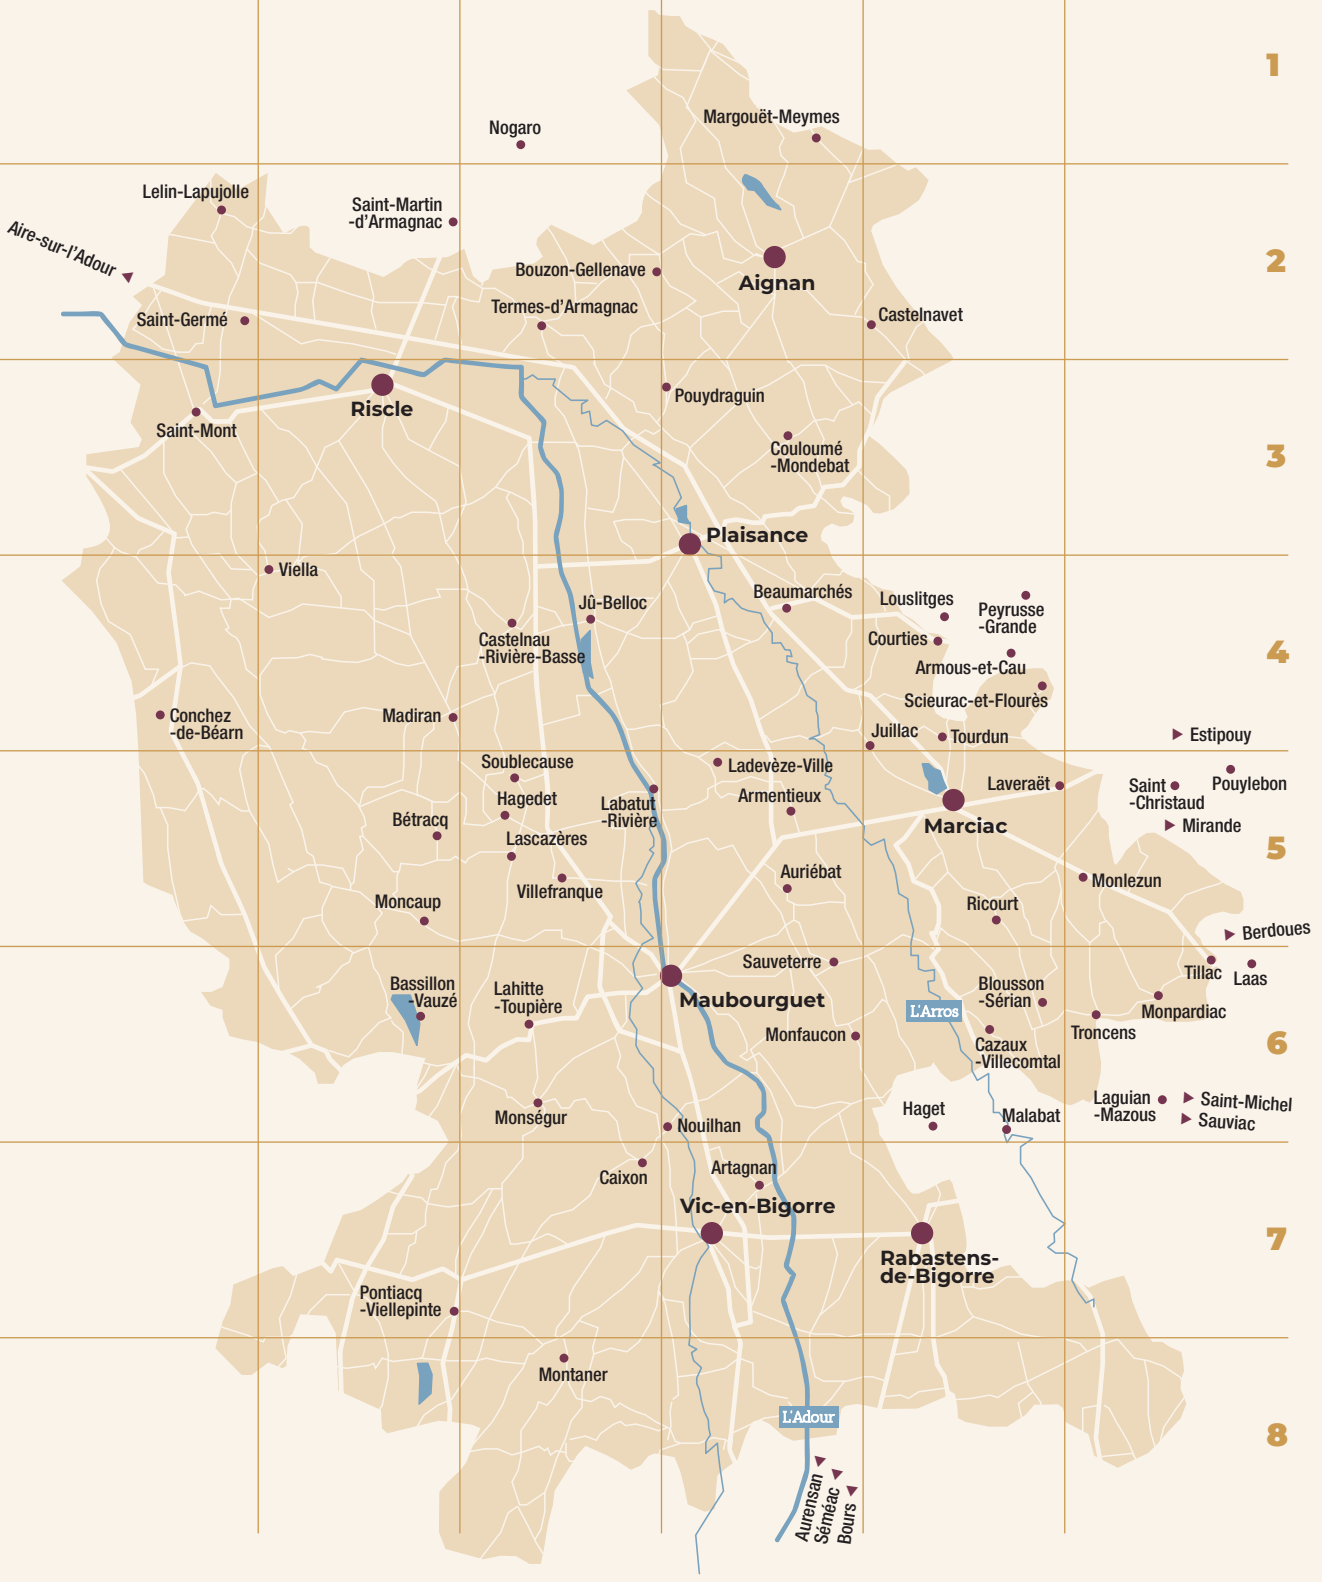 1
Margouët-Meymes
Nogaro
Lelin-Lapujolle
Saint-Martin
-d'Armagnac
Aire-sur-l'Adour
2
Bouzon-Gellenave
Aignan
Termes-d'Armagnac
Castelnavet
Saint-Germé
Pouydraguin
Riscle
Saint-Mont
Couloumé
-Mondebat
3
Plaisance
Viella
Beaumarchés
Jû-Belloc
Louslitges
Peyrusse
-Grande
Castelnau
-Rivière-Basse
Courties
4
Armous-et-Cau
Scieurac-et-Flourès
Conchez
-de-Béarn
Madiran
Juillac
Tourdun
Estipouy
Soublecause
Ladevèze-Ville
Laveraët
Saint
-Christaud
Pouylebon
Hagedet
Labatut
-Rivière
Armentieux
Bétracq
Marciac
Mirande
Lascazères
5
Auriébat
Villefranque
Monlezun
Moncaup
Ricourt
Berdoues
Sauveterre
Tillac
Laas
Bassillon
-Vauzé
Lahitte
-Toupière
Maubourguet
Blousson
-Sérian
L'Arros
Monpardiac
Monfaucon
Troncens
Cazaux
-Villecomtal
6
Monségur
Haget
Malabat
Laguian
-Mazous
Saint-Michel
Sauviac
Nouilhan
Caixon
Artagnan
Vic-en-Bigorre
7
Rabastens-
de-Bigorre
Pontiacq
-Viellepinte
Montaner
L'Adour
8
Aurensan
Séméac
Bours